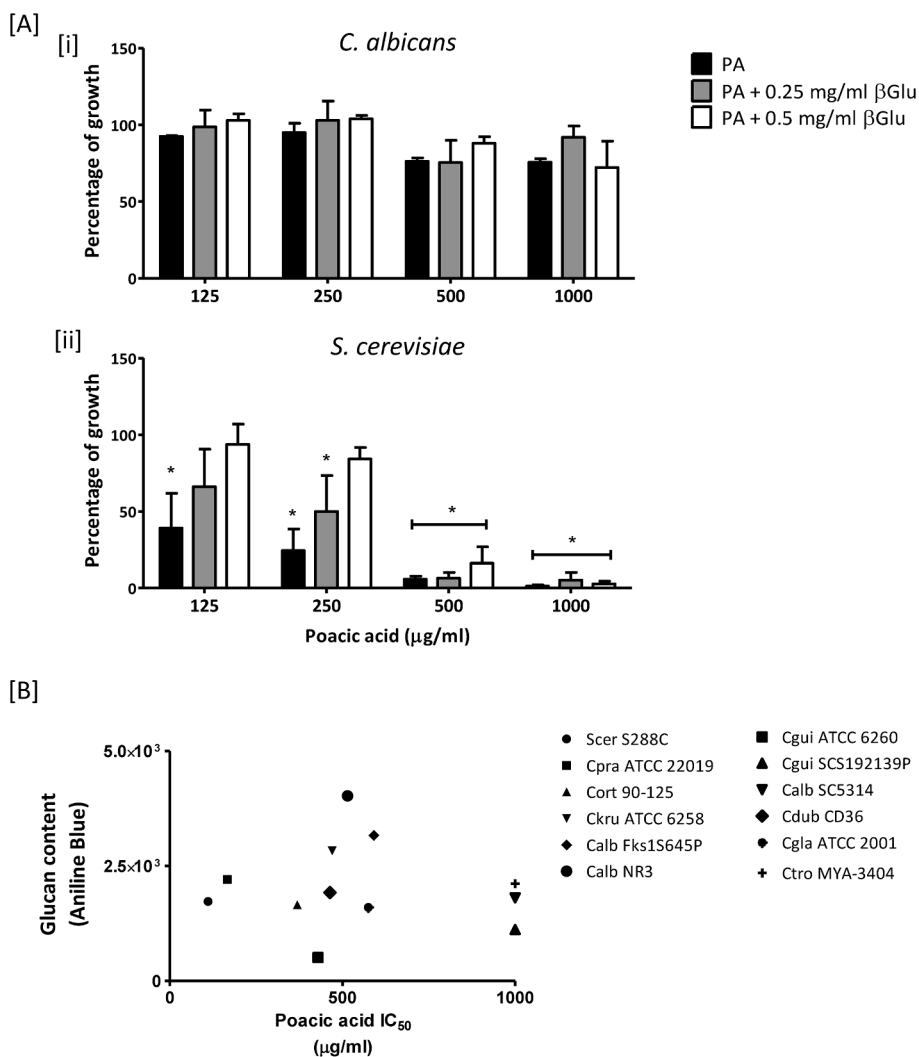 [A]
[i]
C. albicans
PA
PA + 0.25 mg/ml βGlu
PA + 0.5 mg/ml βGlu
Percentage of growth
150
100
50
0
125 250 500 1000
[ii]
S. cerevisiae
Percentage of growth
150
100
50
0
* * * * *
125 250 500 1000
Poacic acid (μg/ml)
[B]
Glucan content
(Aniline Blue)
5.0×10³
2.5×10³
0
0 500 1000
Poacic acid IC₅₀
(μg/ml)
Scer S288C
Cpra ATCC 22019
Cort 90-125
Ckru ATCC 6258
Calb Fks1S645P
Calb NR3
Cgui ATCC 6260
Cgui SCS192139P
Calb SC5314
Cdub CD36
Cgla ATCC 2001
Ctro MYA-3404